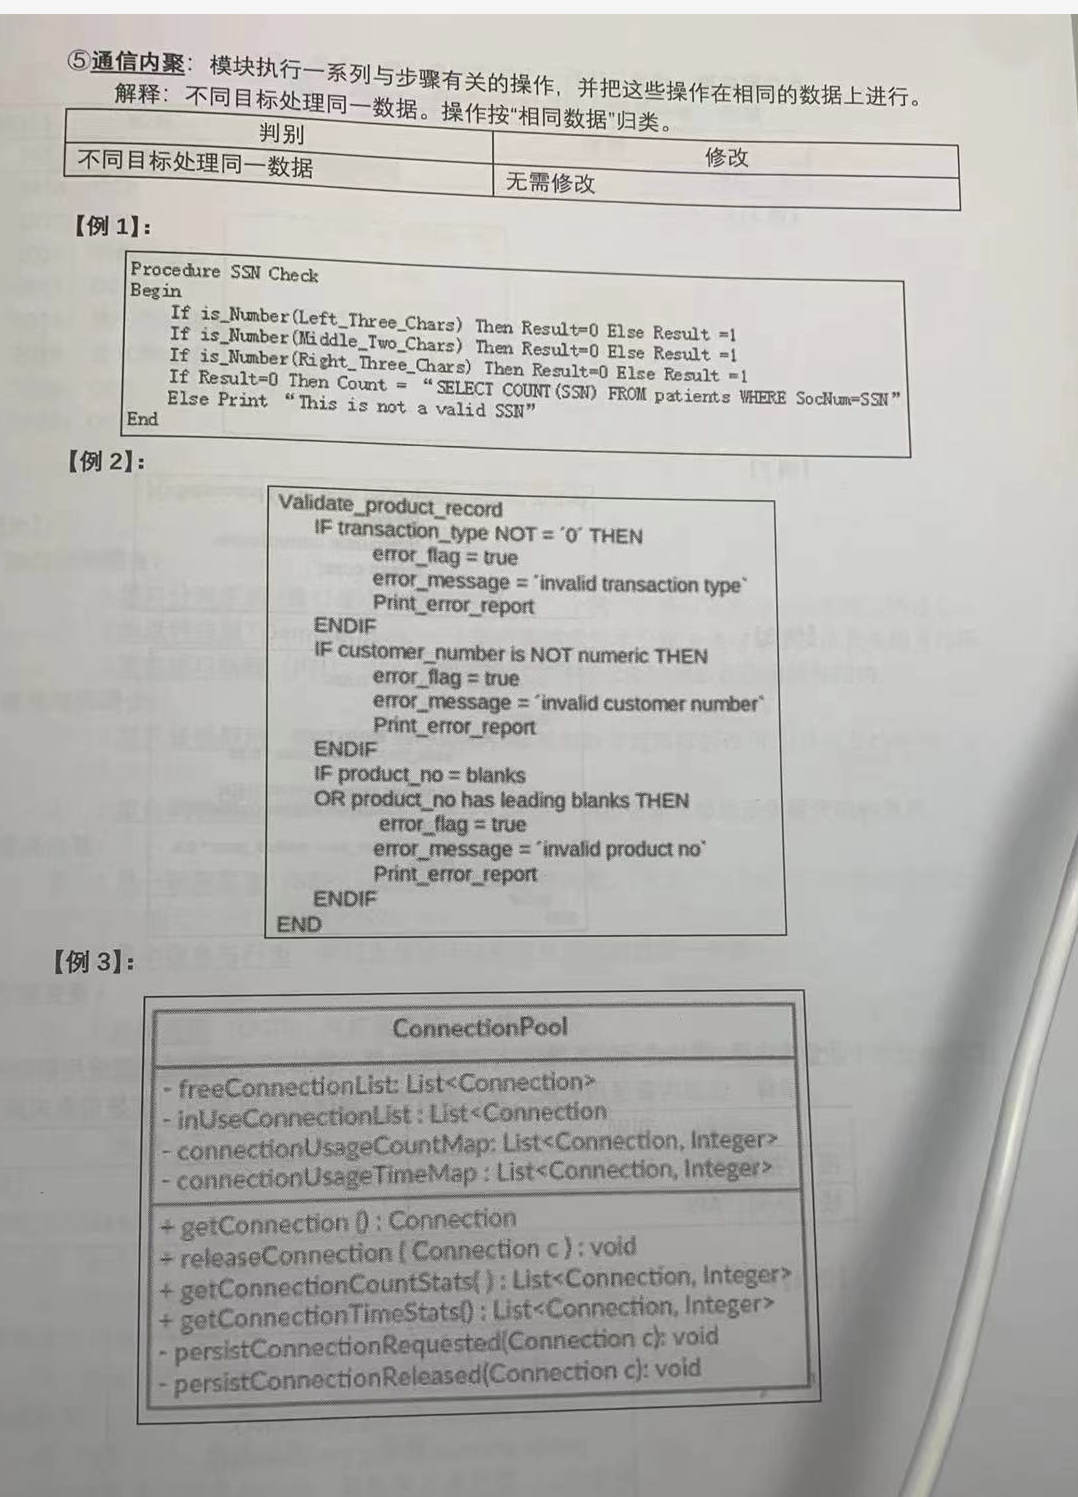 ⑤通信内聚：模块执行一系列与步骤有关的操作，并把这些操作在相同的数据上进行。
解释：不同目标处理同一数据。操作按“相同数据”归类。
判别 修改
不同目标处理同一数据 无需修改
【例 1】：
Procedure SSN Check
Begin
If is_Number(Left_Three_Chars) Then Result=0 Else Result =1
If is_Number(Middle_Two_Chars) Then Result=0 Else Result =1
If is_Number(Right_Three_Chars) Then Result=0 Else Result =1
If Result=0 Then Count = “SELECT COUNT(SSN) FROM patients WHERE SocNum=SSN”
Else Print “This is not a valid SSN”
End
【例 2】：
Validate_product_record
IF transaction_type NOT = ´0´ THEN
error_flag = true
error_message = ´invalid transaction type`
Print_error_report
ENDIF
IF customer_number is NOT numeric THEN
error_flag = true
error_message = ´invalid customer number`
Print_error_report
ENDIF
IF product_no = blanks
OR product_no has leading blanks THEN
error_flag = true
error_message = ´invalid product no`
Print_error_report
ENDIF
END
【例 3】：
ConnectionPool
- freeConnectionList: List<Connection>
- inUseConnectionList : List<Connection
- connectionUsageCountMap: List<Connection, Integer>
- connectionUsageTimeMap : List<Connection, Integer>
+ getConnection () : Connection
+ releaseConnection ( Connection c ) : void
+ getConnectionCountStats( ) : List<Connection, Integer>
+ getConnectionTimeStats() : List<Connection, Integer>
- persistConnectionRequested(Connection c): void
- persistConnectionReleased(Connection c): void